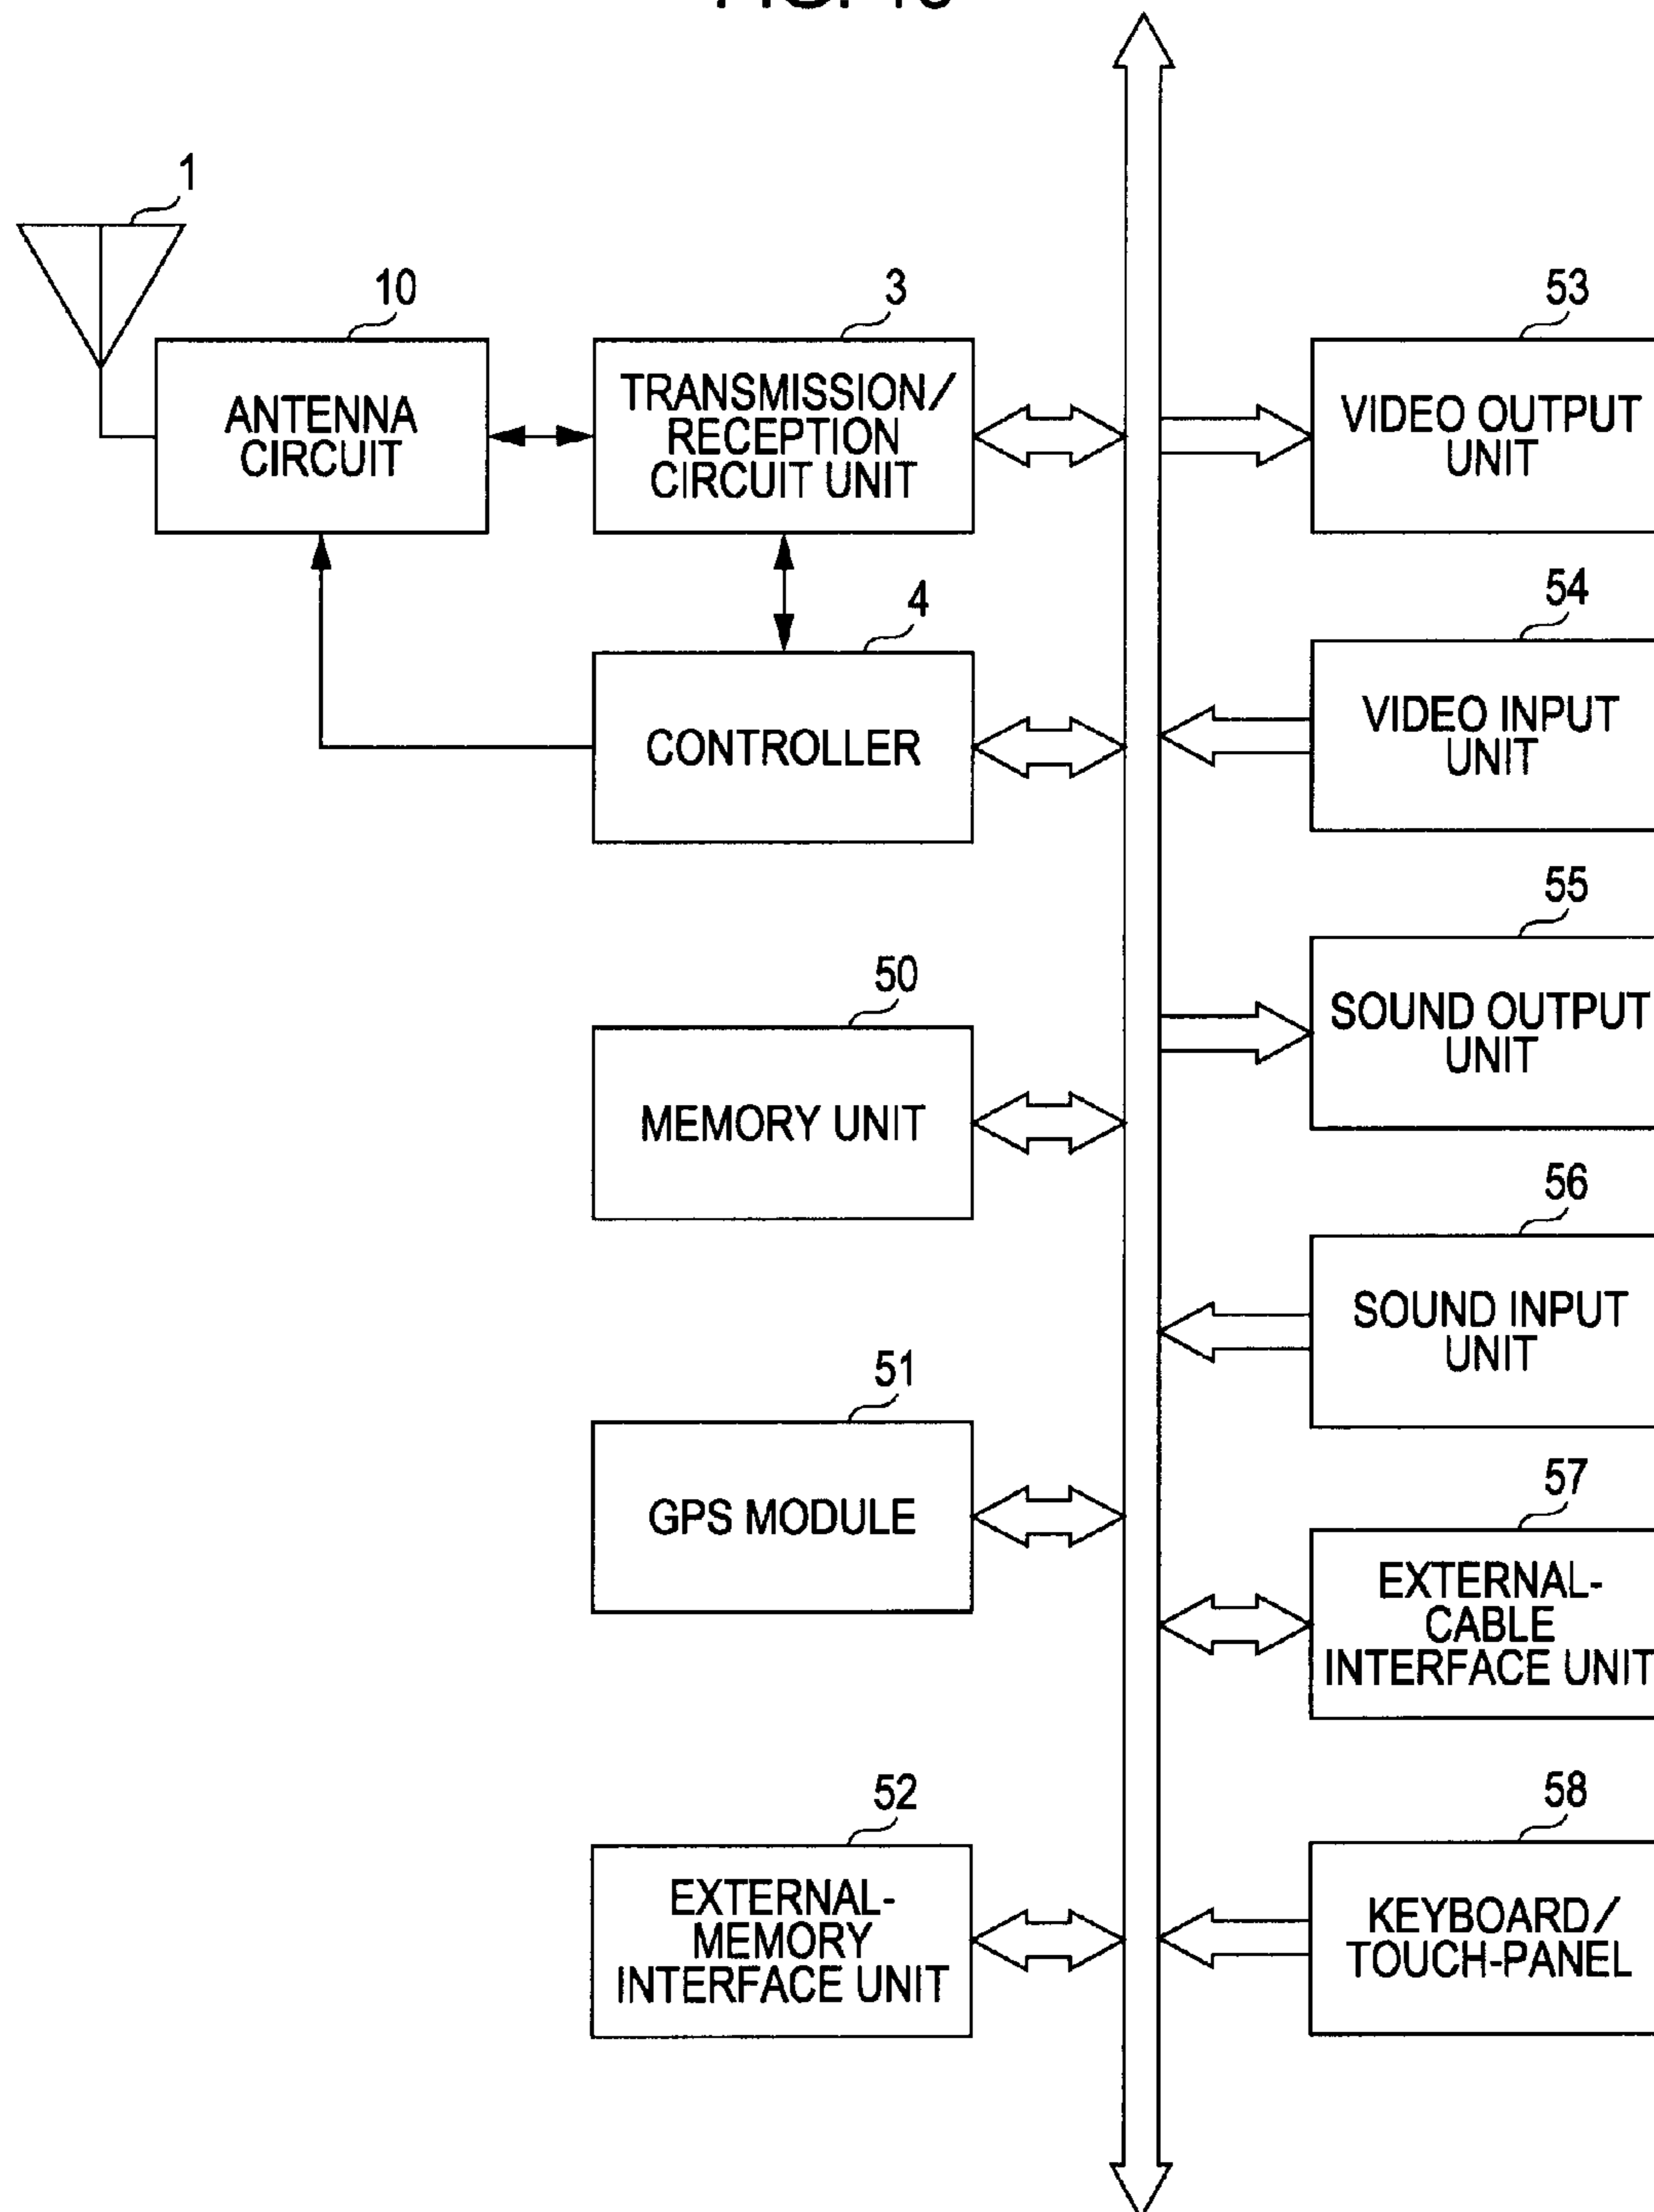 1
10
ANTENNA
CIRCUIT
3
TRANSMISSION/
RECEPTION
CIRCUIT UNIT
4
CONTROLLER
50
MEMORY UNIT
51
GPS MODULE
52
EXTERNAL-
MEMORY
INTERFACE UNIT
53
VIDEO OUTPUT
UNIT
54
VIDEO INPUT
UNIT
55
SOUND OUTPUT
UNIT
56
SOUND INPUT
UNIT
57
EXTERNAL-
CABLE
INTERFACE UNIT
58
KEYBOARD/
TOUCH-PANEL